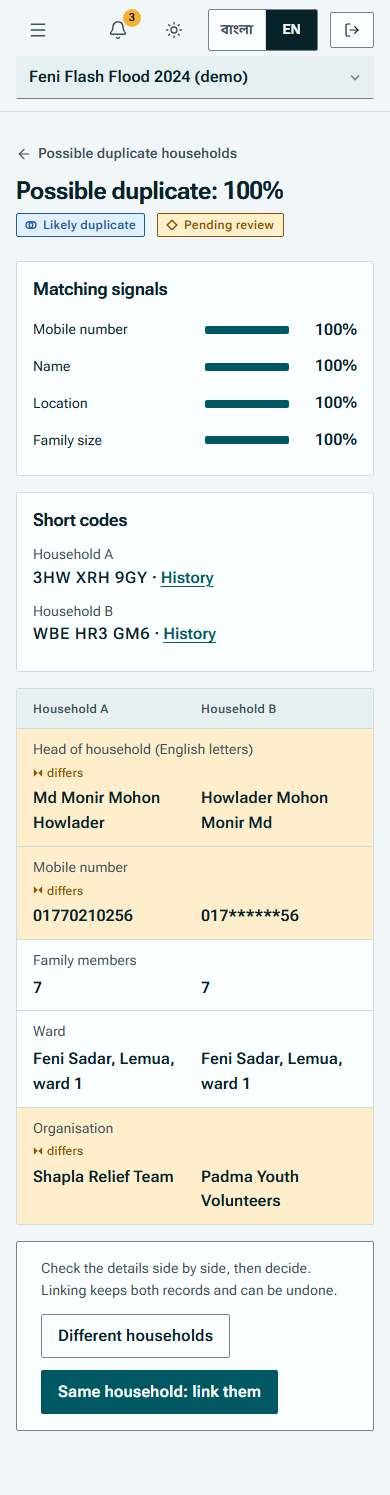 3
বাংলা EN
Feni Flash Flood 2024 (demo)
← Possible duplicate households
Possible duplicate: 100%
Likely duplicate Pending review
Matching signals
Mobile number 100%
Name 100%
Location 100%
Family size 100%
Short codes
Household A
3HW XRH 9GY · History
Household B
WBE HR3 GM6 · History
Household A Household B
Head of household (English letters)
differs
Md Monir Mohon Howlader Mohon
Howlader Monir Md
Mobile number
differs
01770210256 017******56
Family members
7 7
Ward
Feni Sadar, Lemua, Feni Sadar, Lemua,
ward 1 ward 1
Organisation
differs
Shapla Relief Team Padma Youth
Volunteers
Check the details side by side, then decide.
Linking keeps both records and can be undone.
Different households
Same household: link them